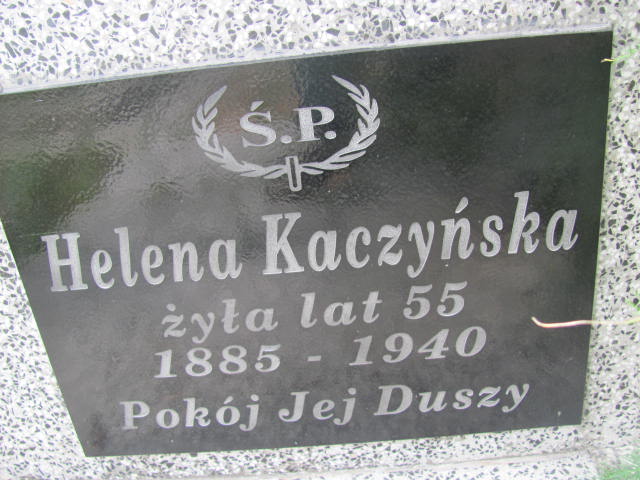 Ś.P.
Helena Kaczyńska
żyła lat 55
1885 - 1940
Pokój Jej Duszy